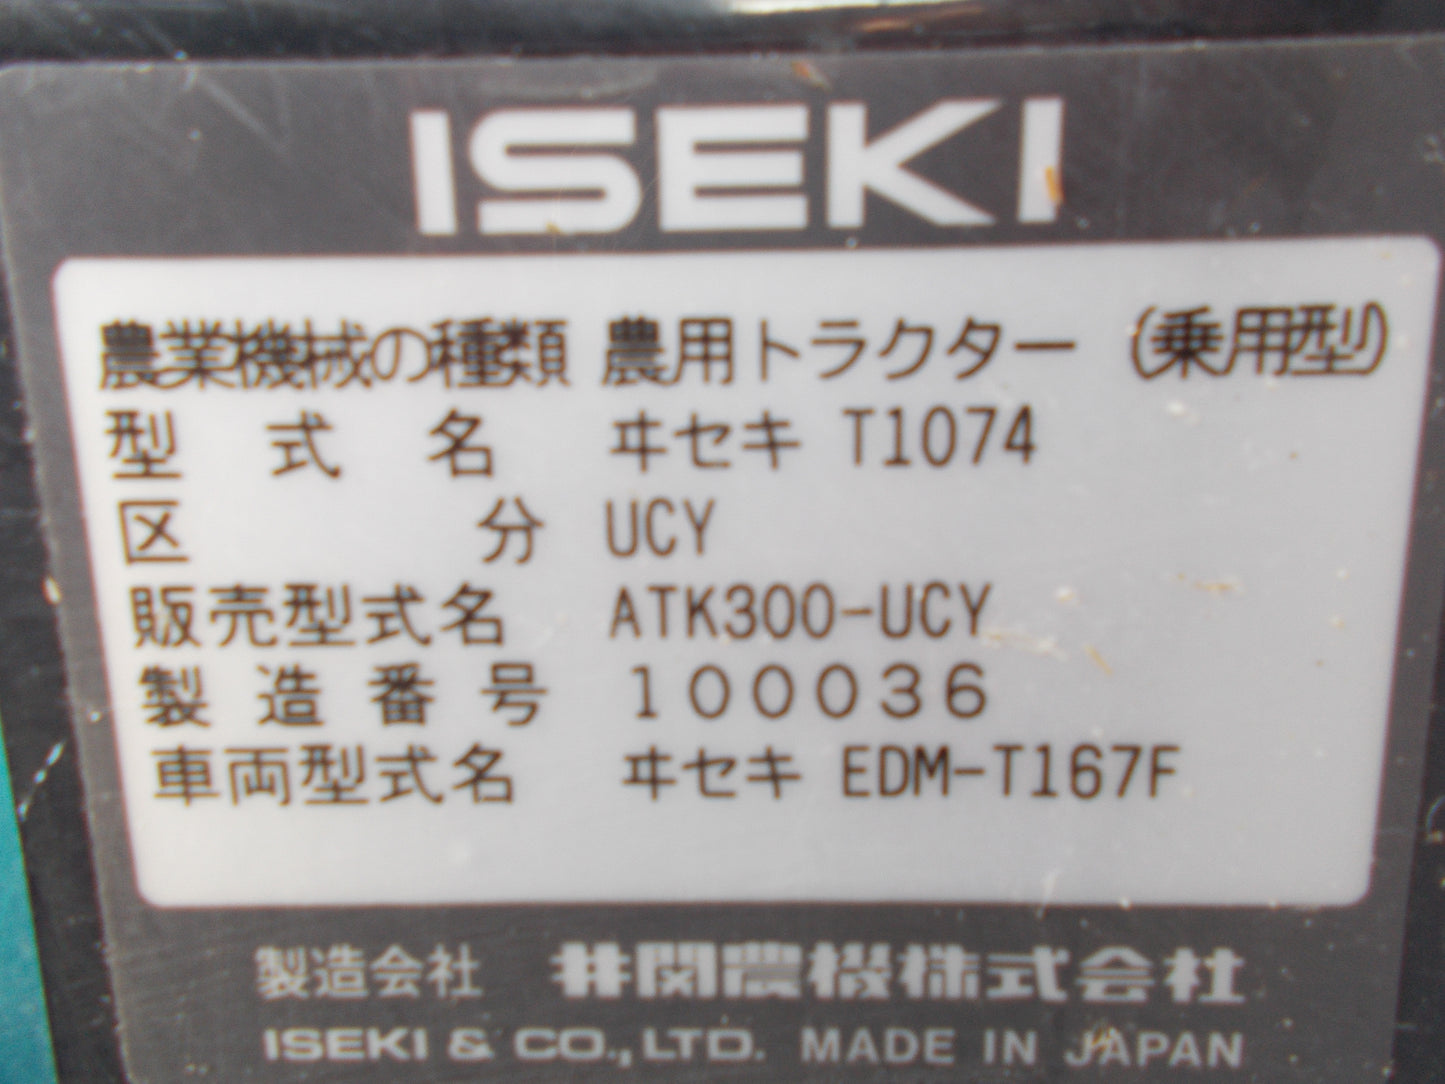 ISEKI
農業機械の種類 農用トラクター (乗用型)
型式名 ヰセキ T1074
区分 UCY
販売型式名 ATK300-UCY
製造番号 100036
車両型式名 ヰセキ EDM-T167F
製造会社 井関農機株式会社
ISEKI & CO., LTD. MADE IN JAPAN